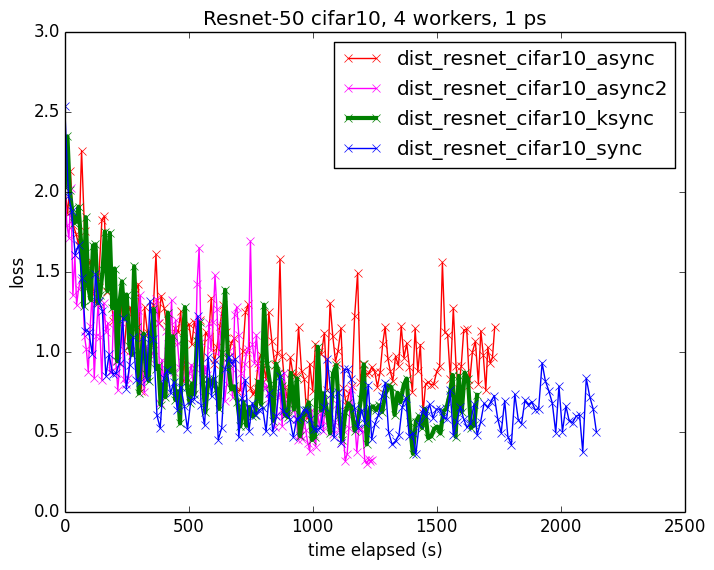 Resnet-50 cifar10, 4 workers, 1 ps
3.0
2.5
2.0
1.5
1.0
0.5
0.0
loss
dist_resnet_cifar10_async
dist_resnet_cifar10_async2
dist_resnet_cifar10_ksync
dist_resnet_cifar10_sync
0 500 1000 1500 2000 2500
time elapsed (s)